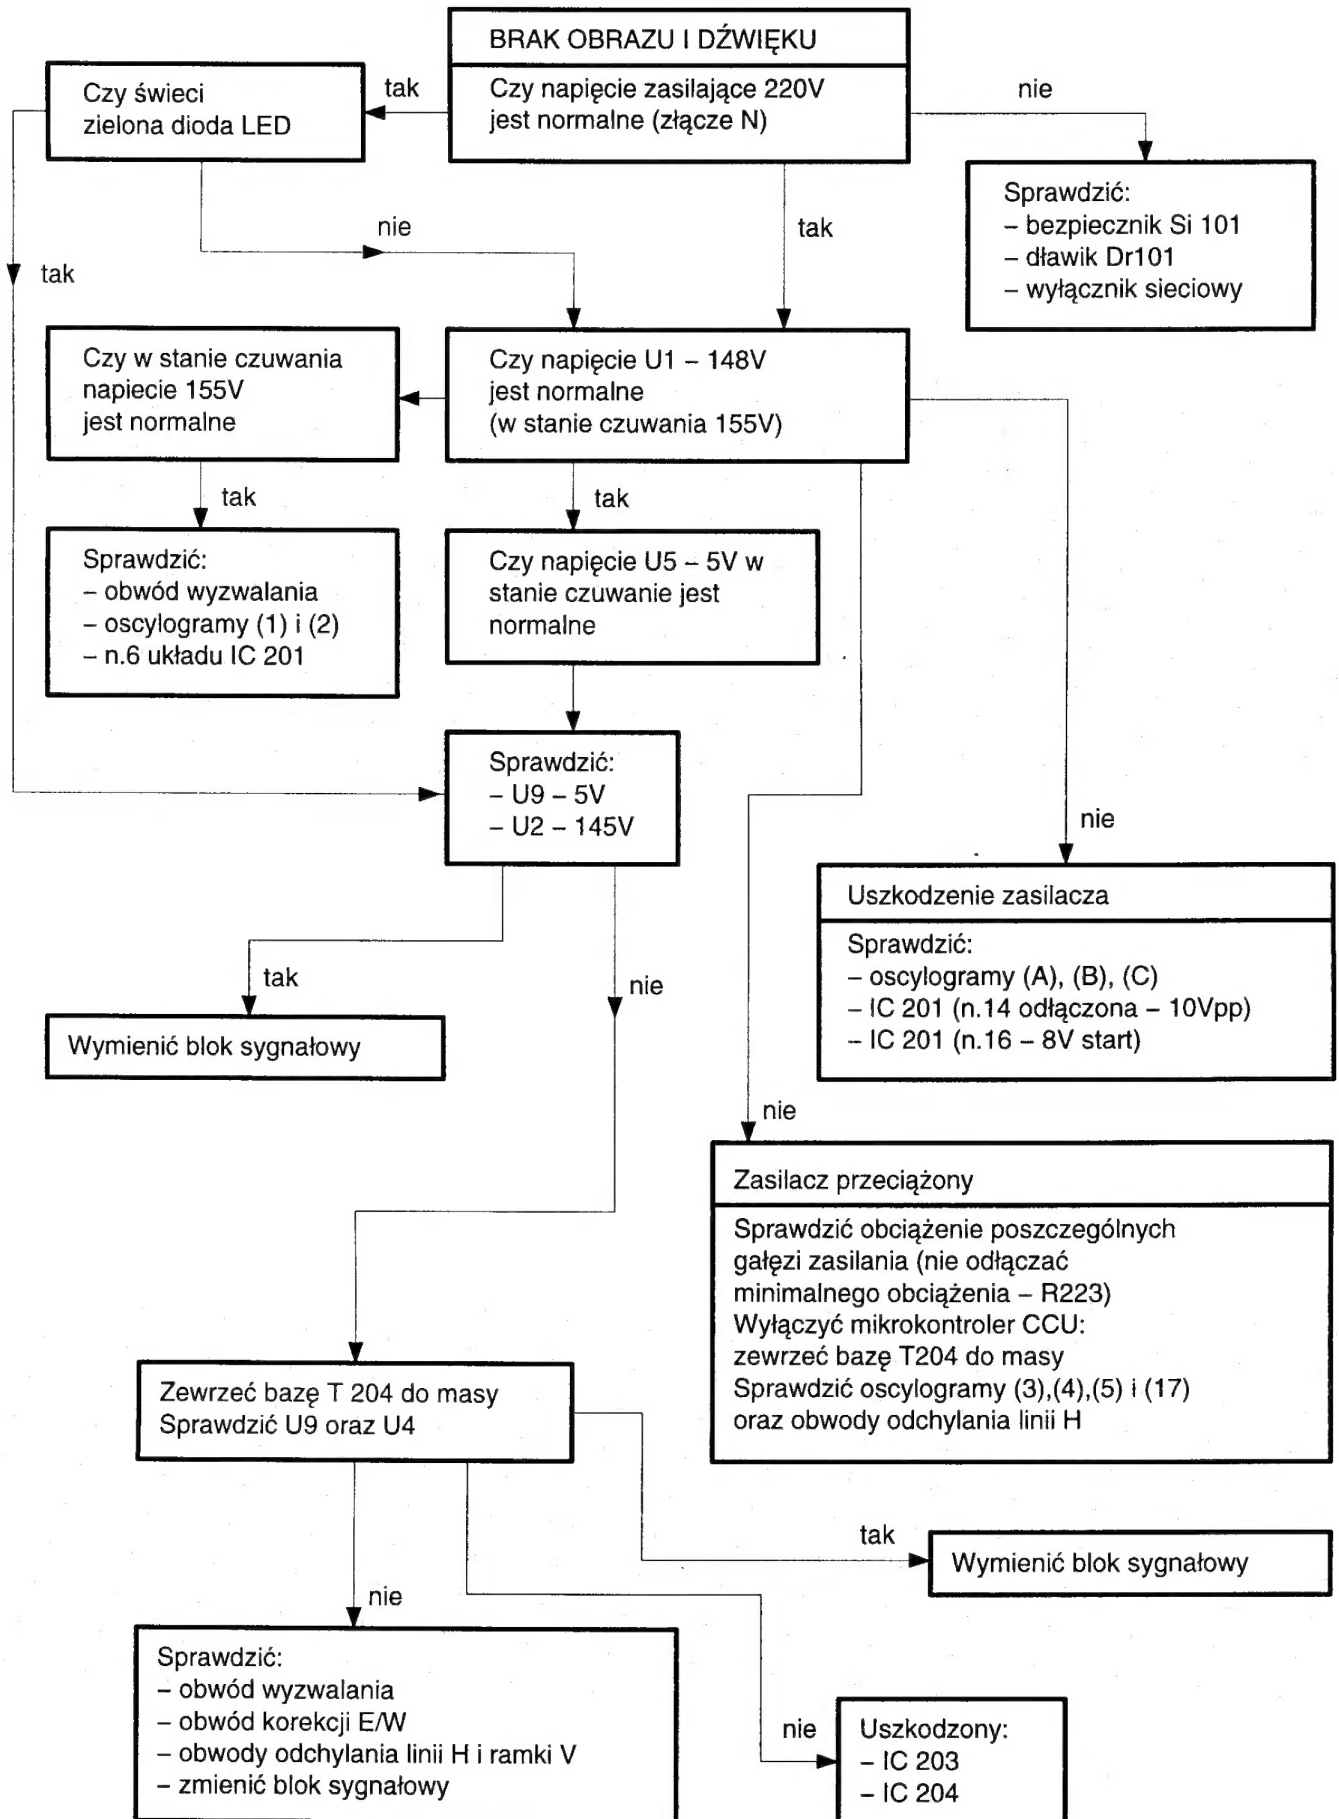 BRAK OBRAZU I DŹWIĘKU
Czy napięcie zasilające 220V
jest normalne (złącze N)
tak
Czy świeci
zielona dioda LED
nie
Sprawdzić:
– bezpiecznik Si 101
– dławik Dr101
– wyłącznik sieciowy
nie
tak
tak
Czy w stanie czuwania
napiecie 155V
jest normalne
Czy napięcie U1 – 148V
jest normalne
(w stanie czuwania 155V)
tak
tak
Sprawdzić:
– obwód wyzwalania
– oscylogramy (1) i (2)
– n.6 układu IC 201
Czy napięcie U5 – 5V w
stanie czuwanie jest
normalne
Sprawdzić:
– U9 – 5V
– U2 – 145V
nie
Uszkodzenie zasilacza
Sprawdzić:
– oscylogramy (A), (B), (C)
– IC 201 (n.14 odłączona – 10Vpp)
– IC 201 (n.16 – 8V start)
tak
nie
Wymienić blok sygnałowy
nie
Zasilacz przeciążony
Sprawdzić obciążenie poszczególnych
gałęzi zasilania (nie odłączać
minimalnego obciążenia – R223)
Wyłączyć mikrokontroler CCU:
zewrzeć bazę T204 do masy
Sprawdzić oscylogramy (3),(4),(5) i (17)
oraz obwody odchylania linii H
Zewrzeć bazę T 204 do masy
Sprawdzić U9 oraz U4
tak
Wymienić blok sygnałowy
nie
Sprawdzić:
– obwód wyzwalania
– obwód korekcji E/W
– obwody odchylania linii H i ramki V
– zmienić blok sygnałowy
nie
Uszkodzony:
– IC 203
– IC 204